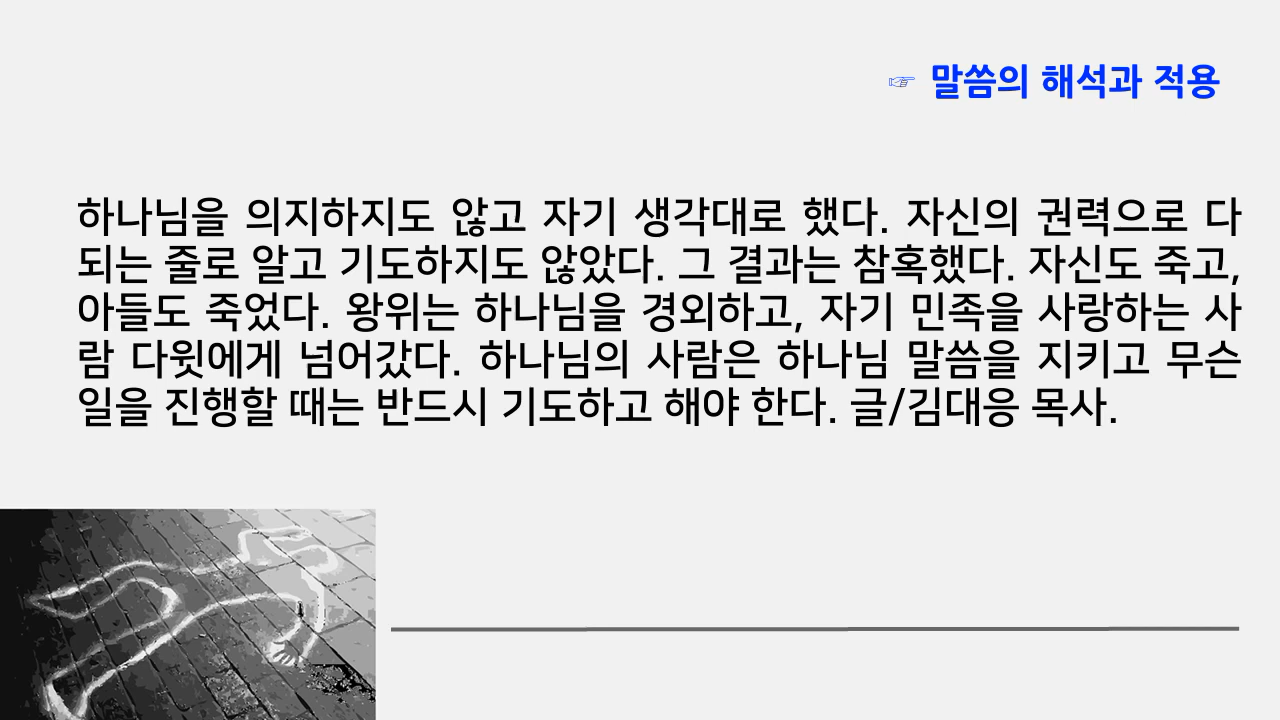 ☞ 말씀의 해석과 적용
하나님을 의지하지도 않고 자기 생각대로 했다. 자신의 권력으로 다
되는 줄로 알고 기도하지도 않았다. 그 결과는 참혹했다. 자신도 죽고,
아들도 죽었다. 왕위는 하나님을 경외하고, 자기 민족을 사랑하는 사
람 다윗에게 넘어갔다. 하나님의 사람은 하나님 말씀을 지키고 무슨
일을 진행할 때는 반드시 기도하고 해야 한다. 글/김대응 목사.